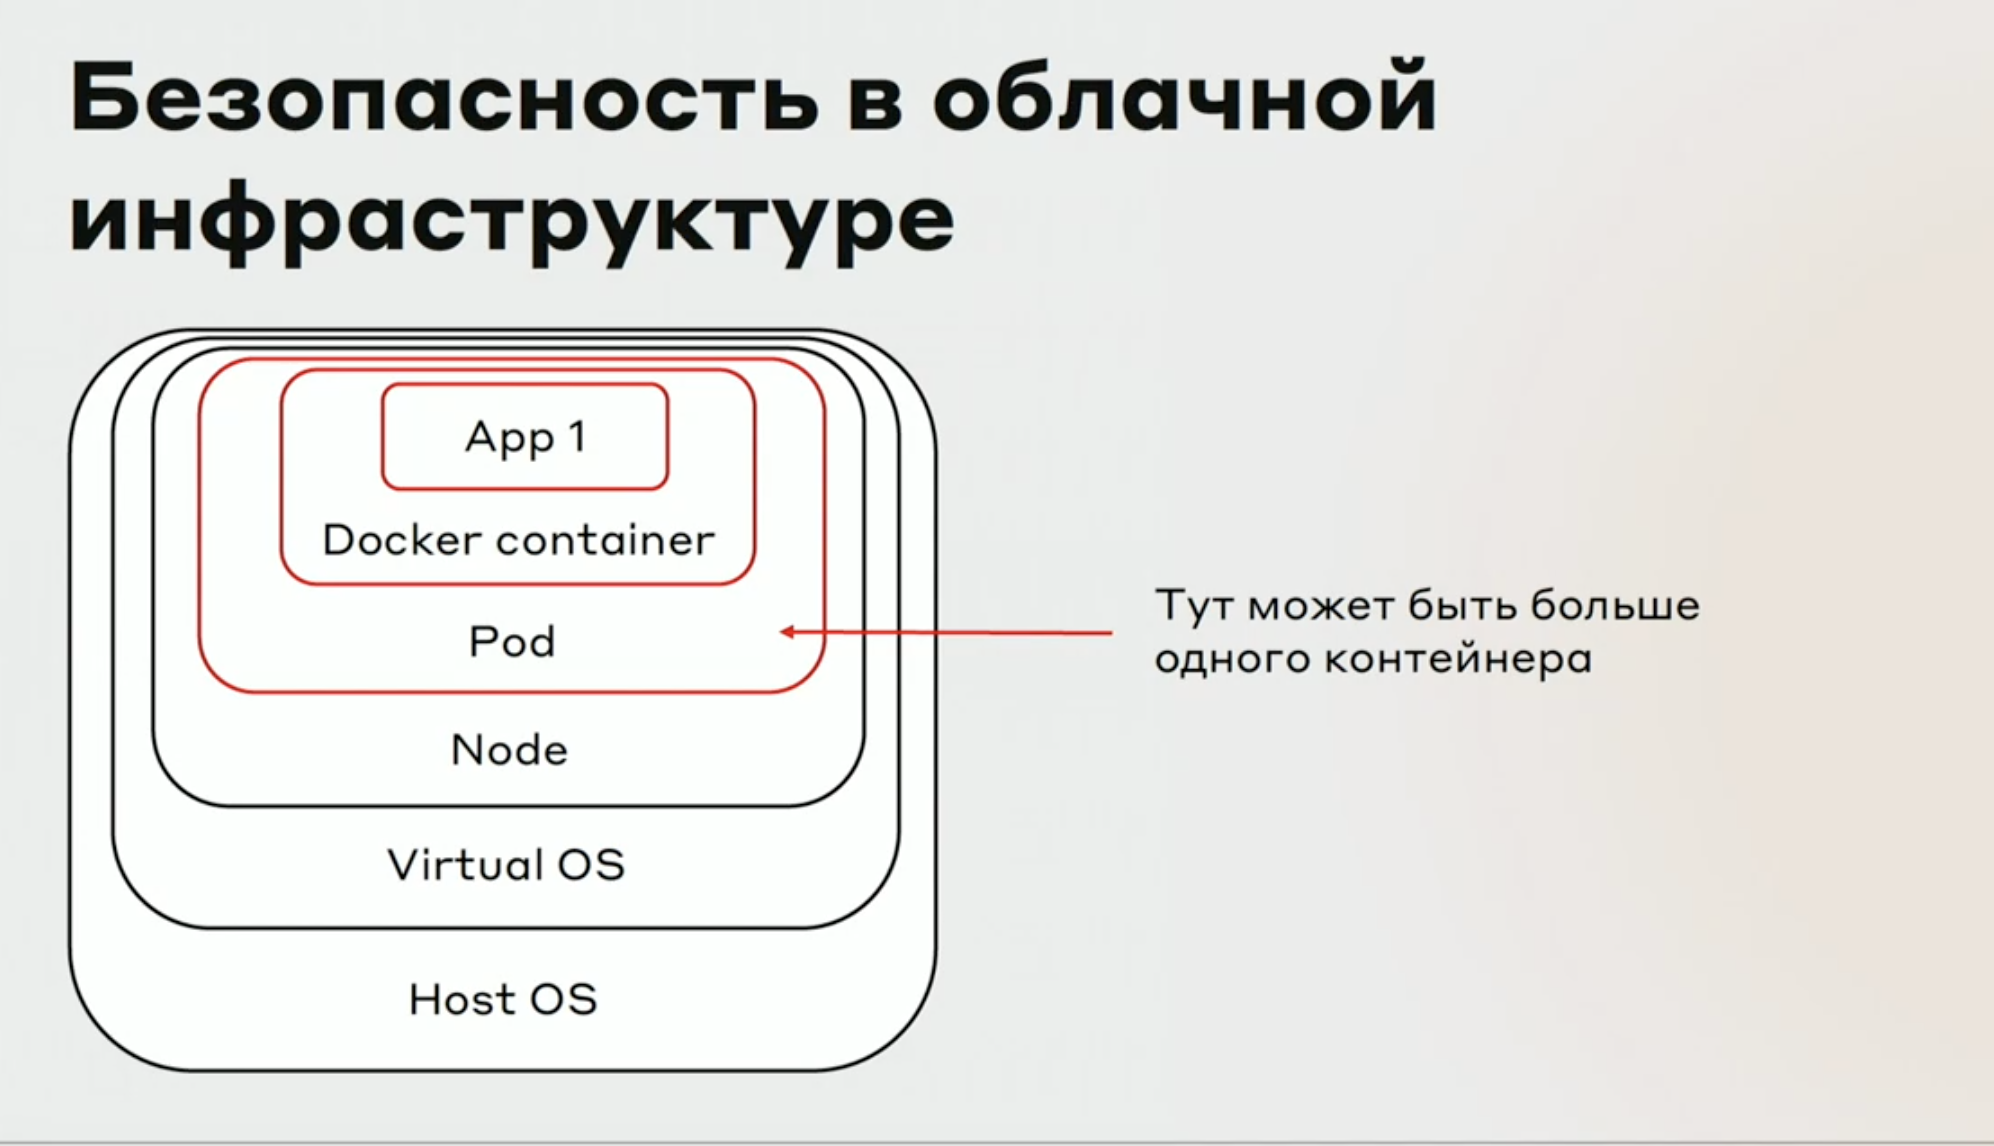 Безопасность в облачной
инфраструктуре
App 1
Docker container
Pod
Тут может быть больше
одного контейнера
Node
Virtual OS
Host OS